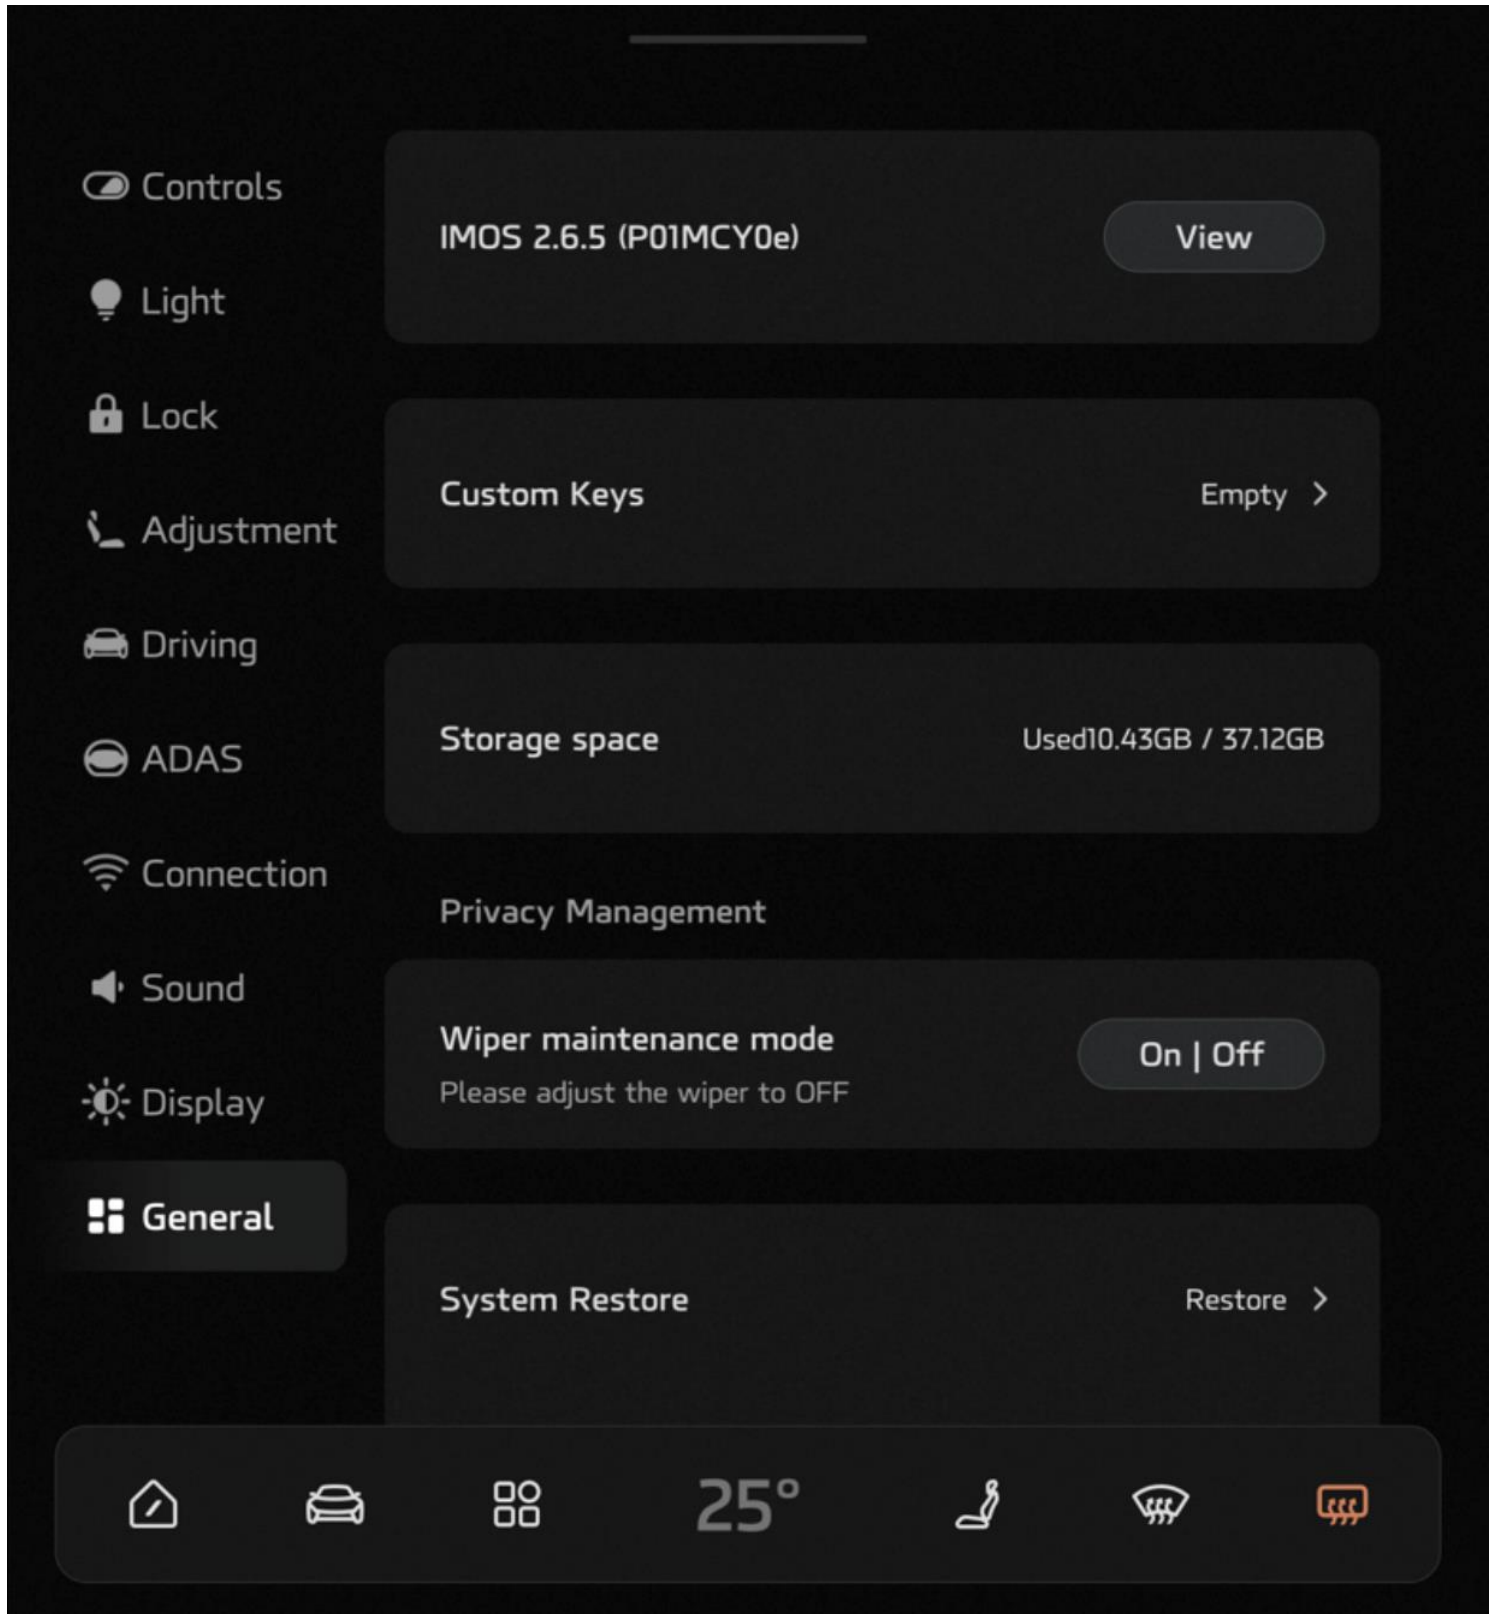 Controls
Light
Lock
Adjustment
Driving
ADAS
Connection
Sound
Display
General
IMOS 2.6.5 (P01MCY0e)
View
Custom Keys
Empty
Storage space
Used10.43GB / 37.12GB
Privacy Management
Wiper maintenance mode
Please adjust the wiper to OFF
On | Off
System Restore
Restore
25°